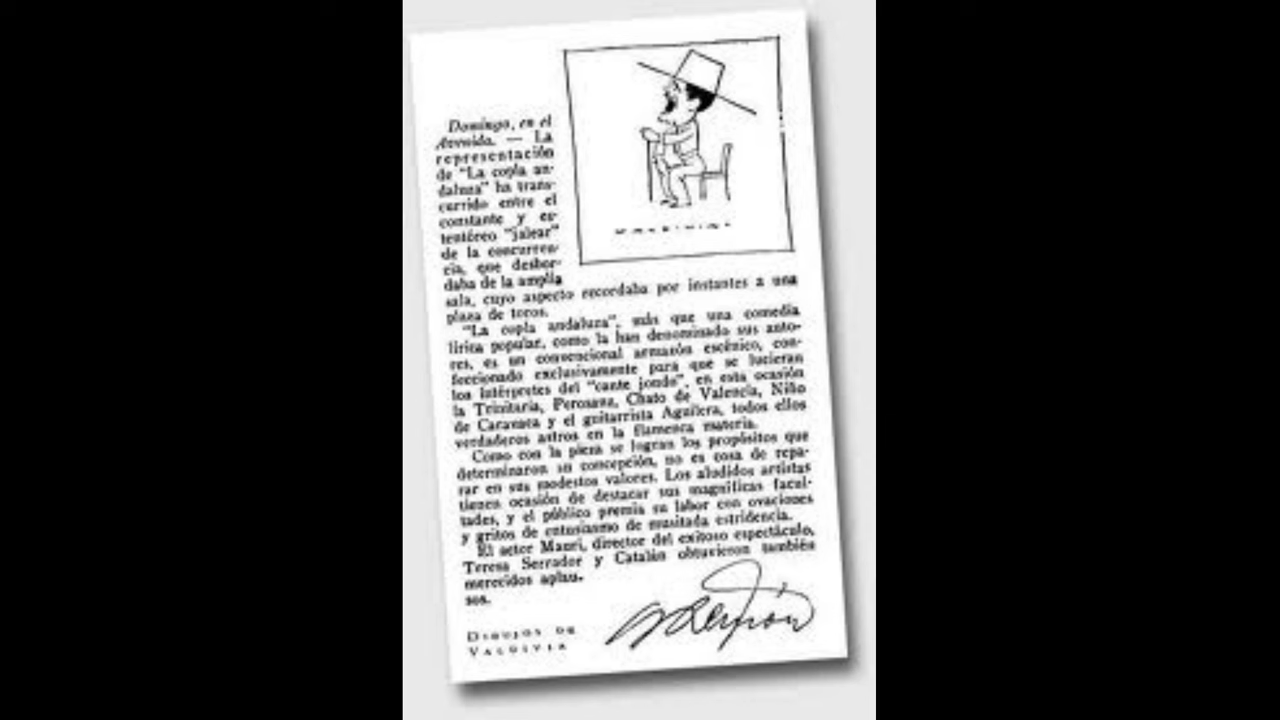 Domingo, en el
Avenida. — La
representación
de "La copla an-
daluza" ha trans-
currido entre el
constante y es-
tentóreo "jalear"
de la concurren-
cia, que desbor-
daba de la amplia
sala, cuyo aspecto recordaba por instantes a una
plaza de toros.
"La copla andaluza", más que una comedia
lírica popular, como la han denominado sus auto-
res, es un convencional armazón escénico, con-
feccionado exclusivamente para que se lucieran
los intérpretes del "cante jondo", en esta ocasión
la Trinitaria, Perosanz, Chato de Valencia, Niño
de Caravaca y el guitarrista Aguilera, todos ellos
verdaderos astros en la flamenca materia.
Como con la pieza se logran los propósitos que
determinaron su concepción, no es cosa de repa-
rar en sus modestos valores. Los aludidos artistas
tienen ocasión de destacar sus magníficas facul-
tades, y el público premia su labor con ovaciones
y gritos de entusiasmo de inusitada estridencia.
El actor Mauri, director del exitoso espectáculo,
Teresa Serrador y Catalán obtuvieron también
merecidos aplau-
sos.
DIBUJOS DE
VALDIVIA